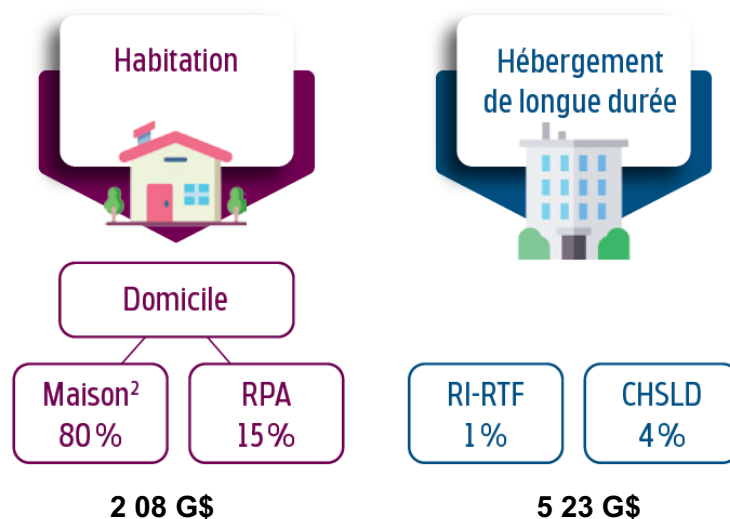 Habitation
Hébergement
de longue durée
Domicile
Maison²
80 %
RPA
15 %
RI-RTF
1 %
CHSLD
4 %
2 08 G$
5 23 G$